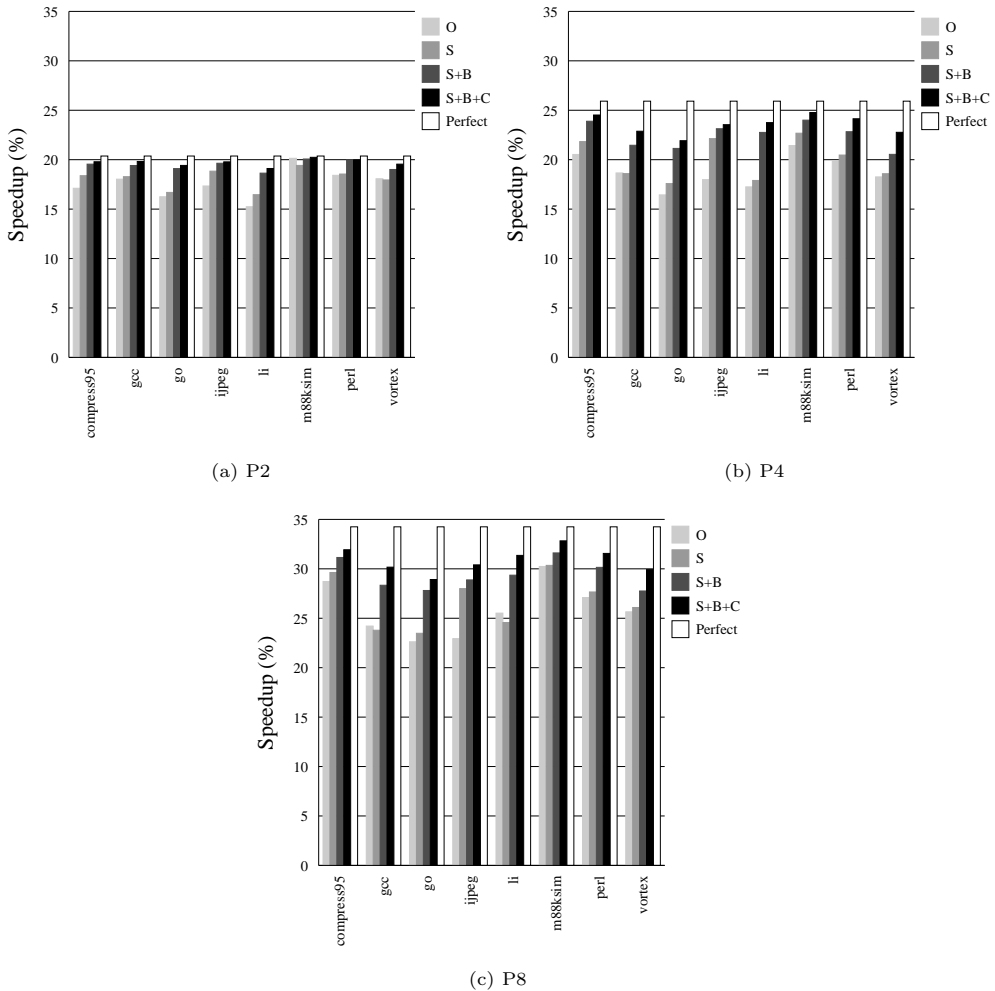 35
30
25
20
15
10
5
0
Speedup (%)
compress95
gcc
go
ijpeg
li
m88ksim
perl
vortex
O
S
S+B
S+B+C
Perfect
(a) P2
35
30
25
20
15
10
5
0
Speedup (%)
compress95
gcc
go
ijpeg
li
m88ksim
perl
vortex
O
S
S+B
S+B+C
Perfect
(b) P4
35
30
25
20
15
10
5
0
Speedup (%)
compress95
gcc
go
ijpeg
li
m88ksim
perl
vortex
O
S
S+B
S+B+C
Perfect
(c) P8